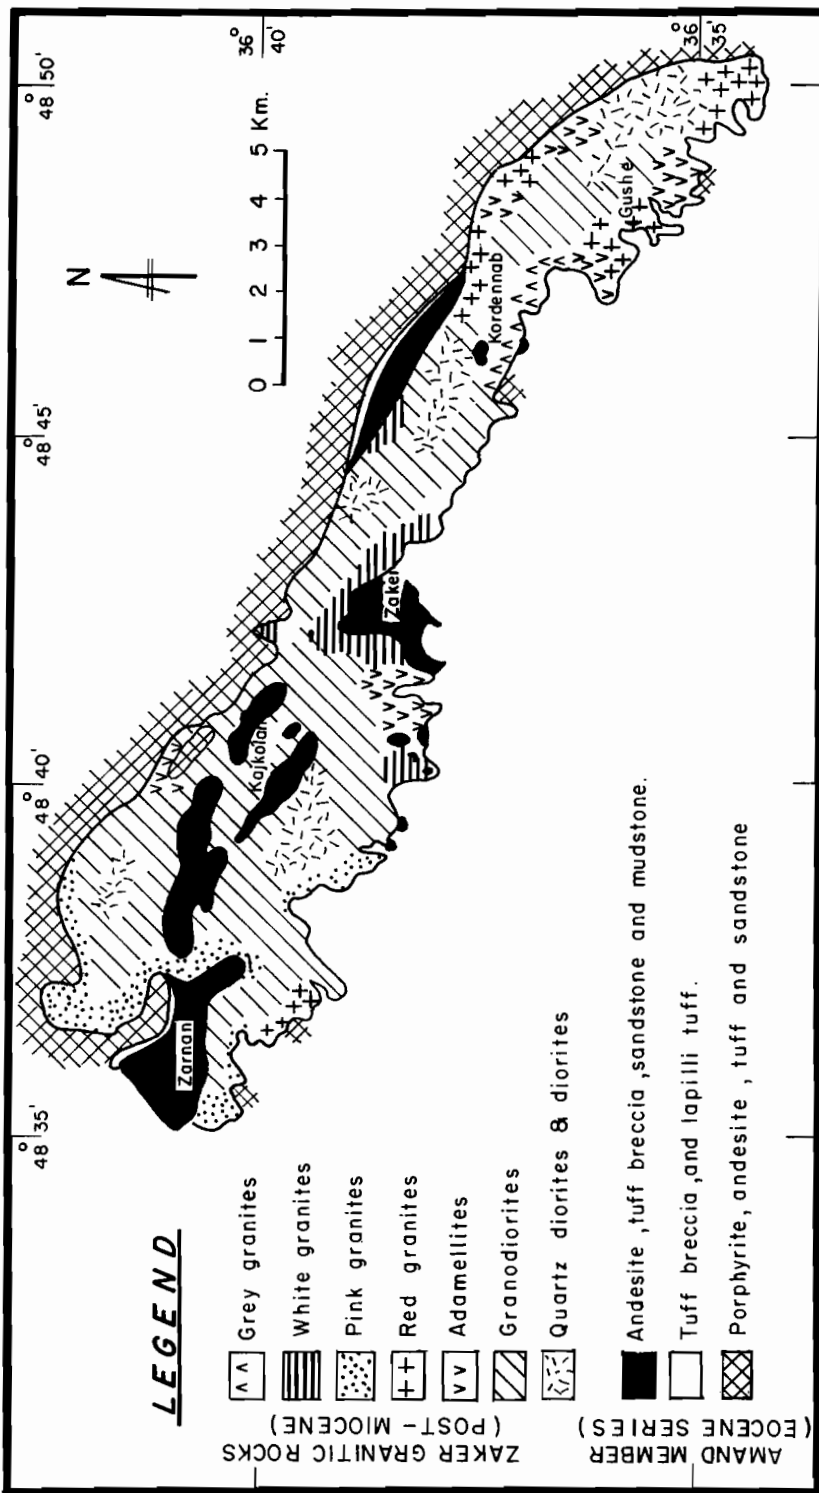 48° 35'
48° 40'
48° 45'
48° 50'
36° 40'
36° 35'
N
0 1 2 3 4 5 Km.
Zarnan
Kajkolan
Zaker
Kordennab
Gushe
LEGEND
ZAKER GRANITIC ROCKS
(POST-MIOCENE)
Grey granites
White granites
Pink granites
Red granites
Adamellites
Granodiorites
Quartz diorites & diorites
AMAND MEMBER
(EOCENE SERIES)
Andesite ,tuff breccia ,sandstone and mudstone.
Tuff breccia ,and lapilli tuff.
Porphyrite, andesite , tuff and sandstone